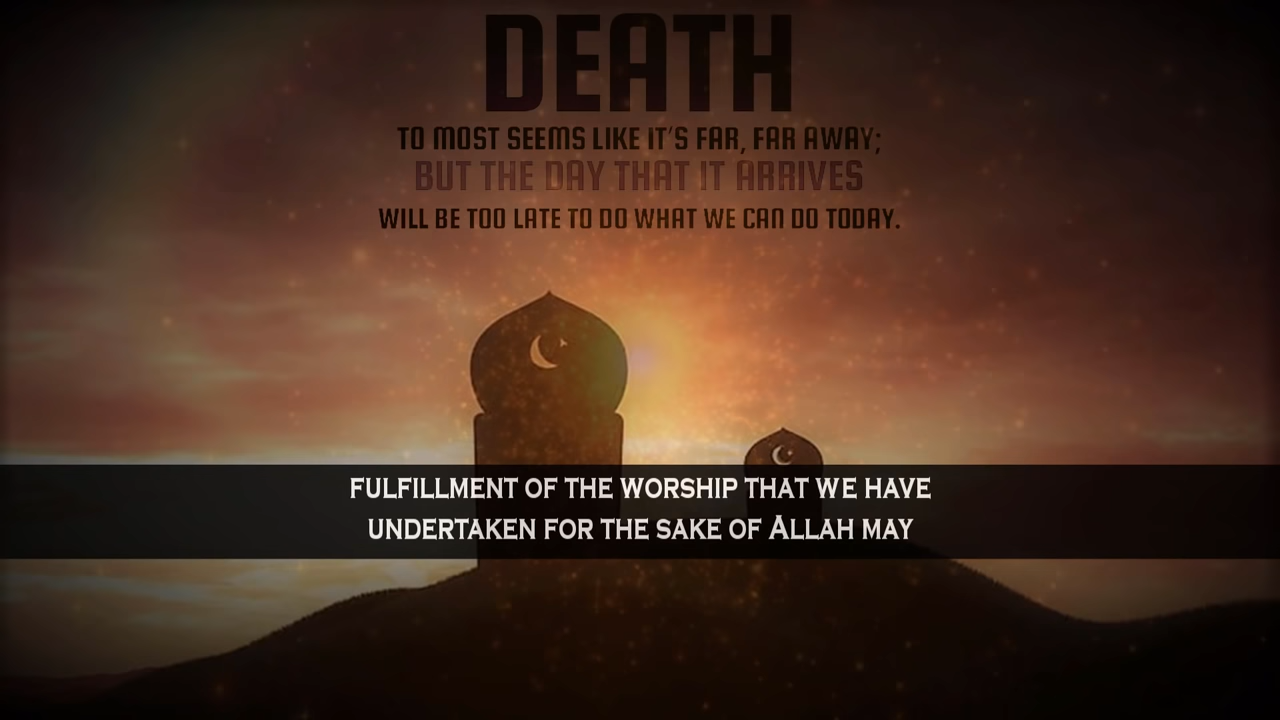 DEATH
TO MOST SEEMS LIKE IT'S FAR, FAR AWAY;
BUT THE DAY THAT IT ARRIVES
WILL BE TOO LATE TO DO WHAT WE CAN DO TODAY.
FULFILLMENT OF THE WORSHIP THAT WE HAVE
UNDERTAKEN FOR THE SAKE OF ALLAH MAY